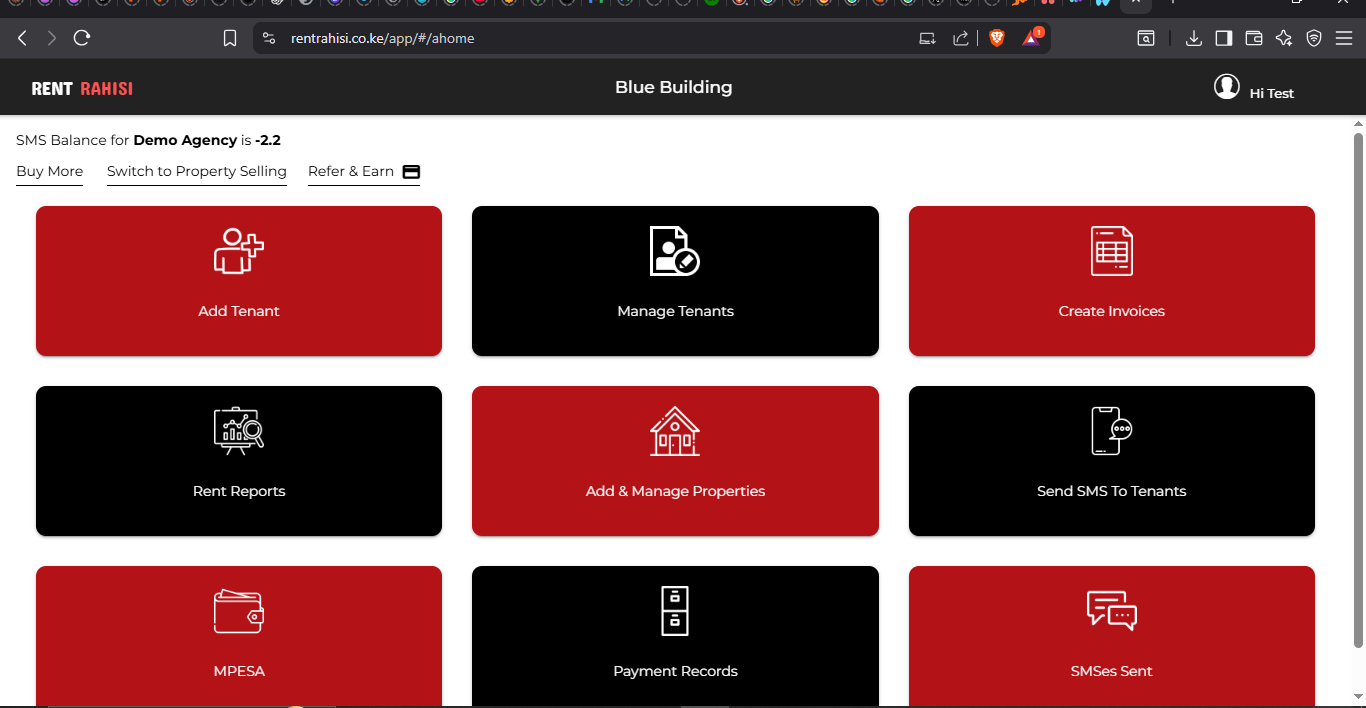 rentrahisi.co.ke/app/#/ahome
1
RENT RAHISI
Blue Building
Hi Test
SMS Balance for Demo Agency is -2.2
Buy More Switch to Property Selling Refer & Earn
Add Tenant
Manage Tenants
Create Invoices
Rent Reports
Add & Manage Properties
Send SMS To Tenants
MPESA
Payment Records
SMSes Sent